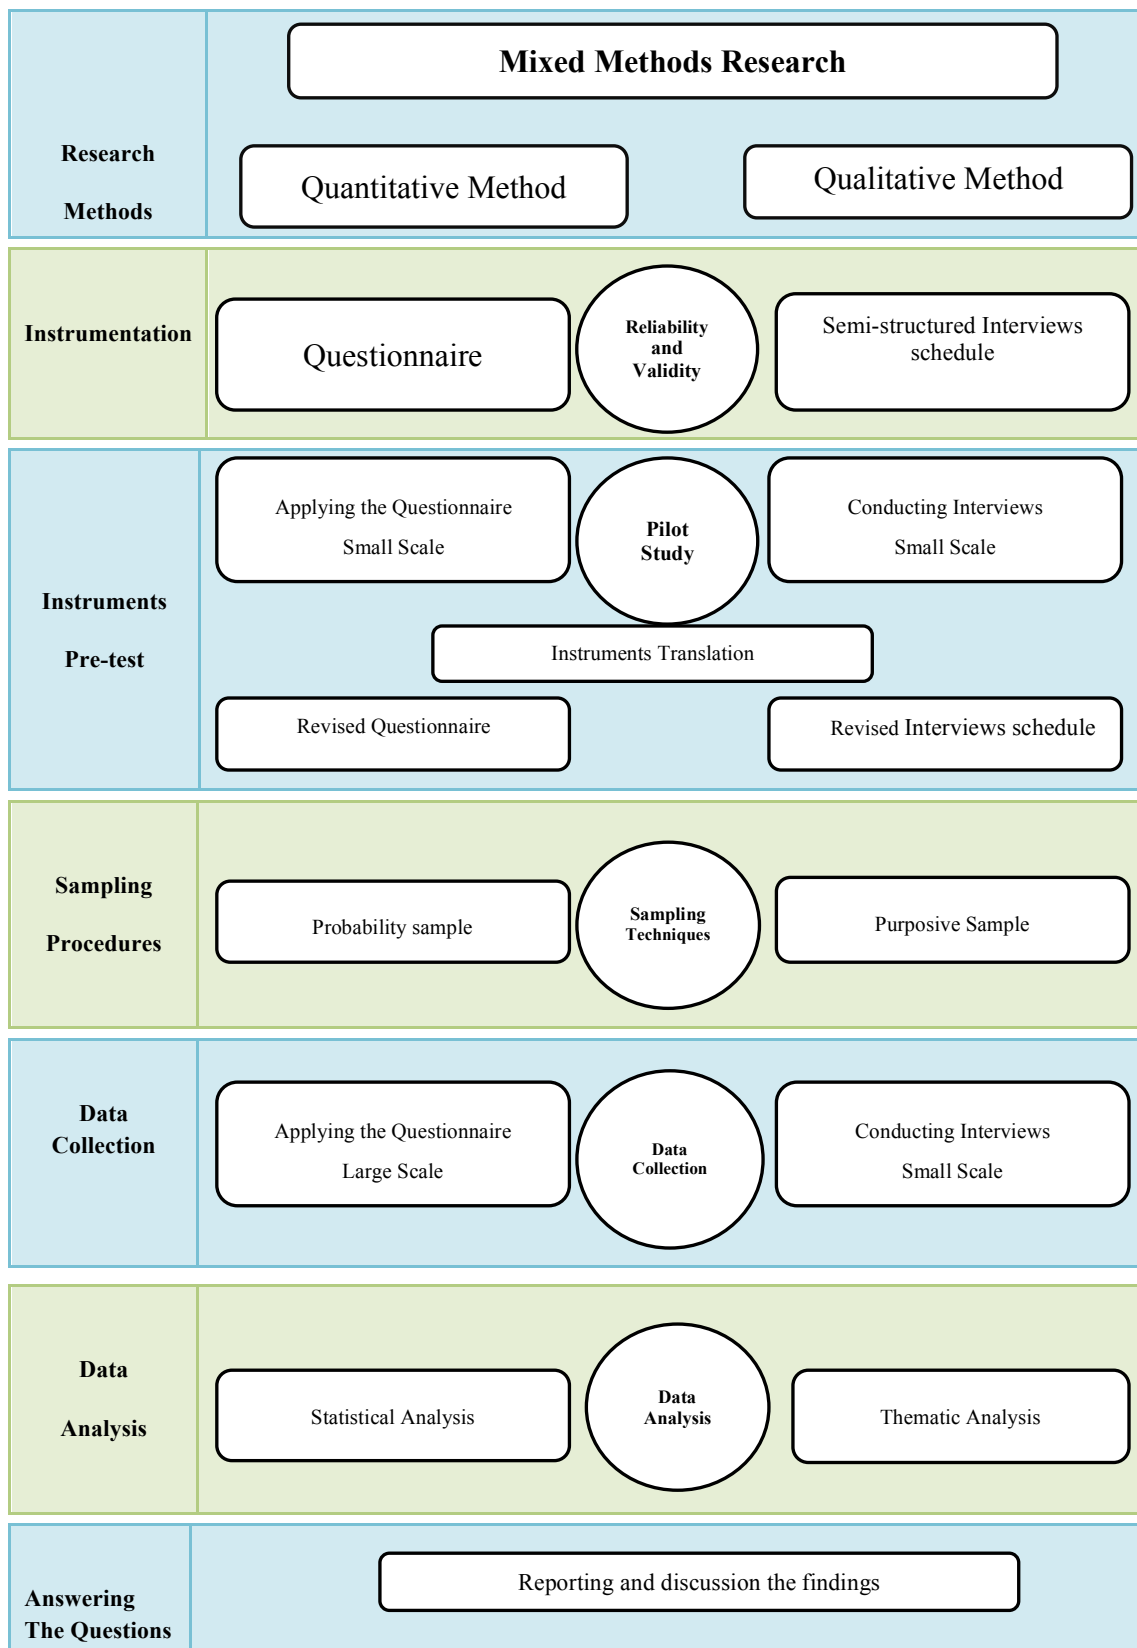 Mixed Methods Research
Research
Methods
Quantitative Method
Qualitative Method
Instrumentation
Questionnaire
Reliability
and
Validity
Semi-structured Interviews
schedule
Instruments
Pre-test
Applying the Questionnaire
Small Scale
Pilot
Study
Conducting Interviews
Small Scale
Instruments Translation
Revised Questionnaire
Revised Interviews schedule
Sampling
Procedures
Probability sample
Sampling
Techniques
Purposive Sample
Data
Collection
Applying the Questionnaire
Large Scale
Data
Collection
Conducting Interviews
Small Scale
Data
Analysis
Statistical Analysis
Data
Analysis
Thematic Analysis
Answering
The Questions
Reporting and discussion the findings